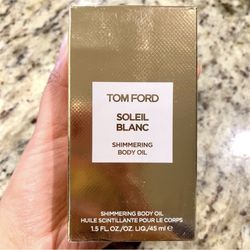 TOM FORD
SOLEIL
BLANC
SHIMMERING
BODY OIL
SHIMMERING BODY OIL
HUILE SCINTILLANTE POUR LE CORPS
1.5 FL.OZ./OZ. LIQ./45 ml ℮